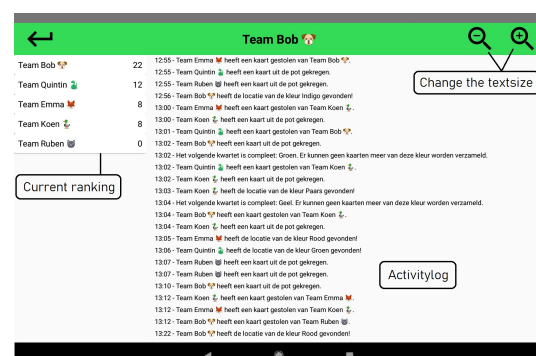 Team Bob 🐶
Change the textsize
Team Bob 🐶 22
Team Quintin 🐍 12
Team Emma 🦊 8
Team Koen 🦆 8
Team Ruben 🐺 0
Current ranking
12:55 - Team Emma 🦊 heeft een kaart gestolen van Team Bob 🐶.
12:55 - Team Quintin 🐍 heeft een kaart uit de pot gekregen.
12:55 - Team Ruben 🐺 heeft een kaart uit de pot gekregen.
12:56 - Team Bob 🐶 heeft de locatie van de kleur Indigo gevonden!
13:00 - Team Emma 🦊 heeft een kaart gestolen van Team Koen 🦆.
13:00 - Team Koen 🦆 heeft een kaart uit de pot gekregen.
13:01 - Team Quintin 🐍 heeft een kaart gestolen van Team Bob 🐶.
13:02 - Team Bob 🐶 heeft een kaart uit de pot gekregen.
13:02 - Het volgende kwartet is compleet: Groen. Er kunnen geen kaarten meer van deze kleur worden verzameld.
13:02 - Team Quintin 🐍 heeft een kaart gestolen van Team Koen 🦆.
13:02 - Team Koen 🦆 heeft een kaart uit de pot gekregen.
13:03 - Team Koen 🦆 heeft de locatie van de kleur Paars gevonden!
13:04 - Het volgende kwartet is compleet: Geel. Er kunnen geen kaarten meer van deze kleur worden verzameld.
13:04 - Team Bob 🐶 heeft een kaart gestolen van Team Koen 🦆.
13:04 - Team Koen 🦆 heeft een kaart uit de pot gekregen.
13:05 - Team Emma 🦊 heeft de locatie van de kleur Rood gevonden!
13:06 - Team Quintin 🐍 heeft de locatie van de kleur Groen gevonden!
13:07 - Team Ruben 🐺 heeft een kaart uit de pot gekregen.
13:07 - Team Ruben 🐺 heeft een kaart uit de pot gekregen.
13:10 - Team Bob 🐶 heeft een kaart uit de pot gekregen.
13:12 - Team Koen 🦆 heeft een kaart gestolen van Team Emma 🦊.
13:12 - Team Emma 🦊 heeft een kaart gestolen van Team Koen 🦆.
13:12 - Team Bob 🐶 heeft een kaart gestolen van Team Ruben 🐺.
13:22 - Team Bob 🐶 heeft de locatie van de kleur Rood gevonden!
Activitylog